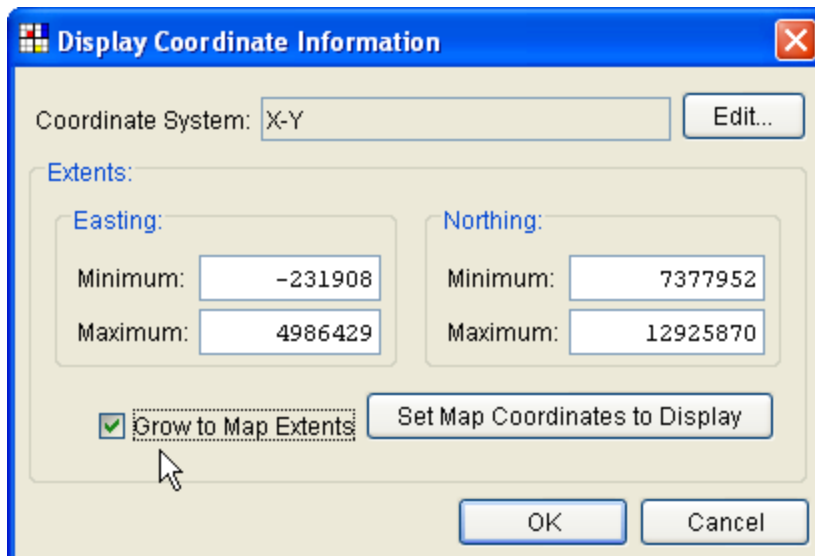 Display Coordinate Information
Coordinate System: X-Y Edit...
Extents:
Easting: Northing:
Minimum: -231908 Minimum: 7377952
Maximum: 4986429 Maximum: 12925870
Grow to Map Extents Set Map Coordinates to Display
OK Cancel